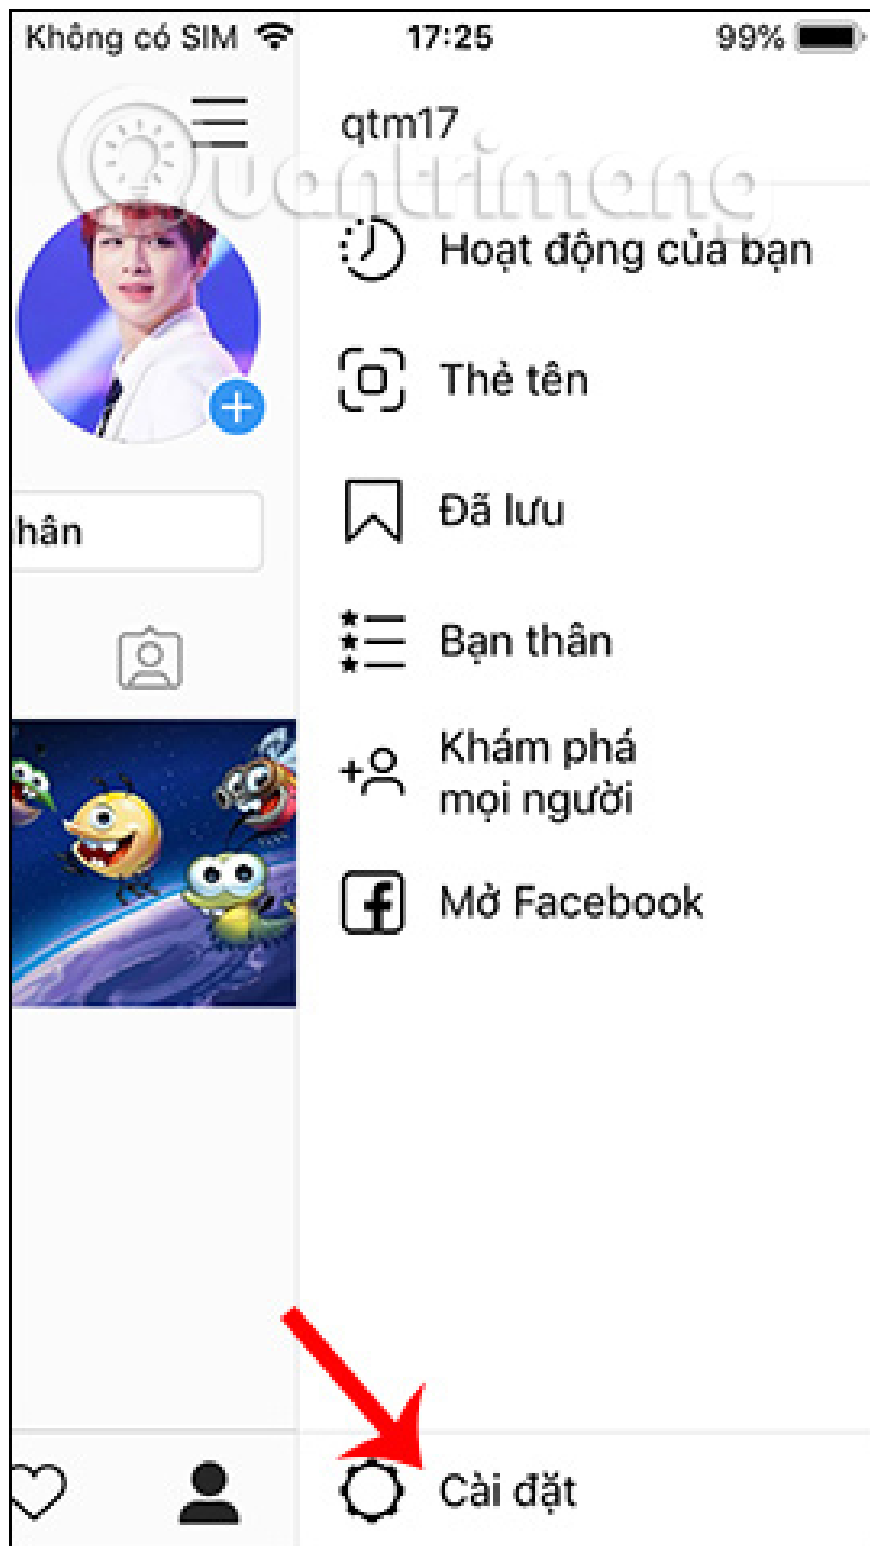 Không có SIM 17:25 99%
qtm17
Quantrimang
Hoạt động của bạn
Thẻ tên
hân
Đã lưu
Bạn thân
Khám phá
mọi người
Mở Facebook
Cài đặt